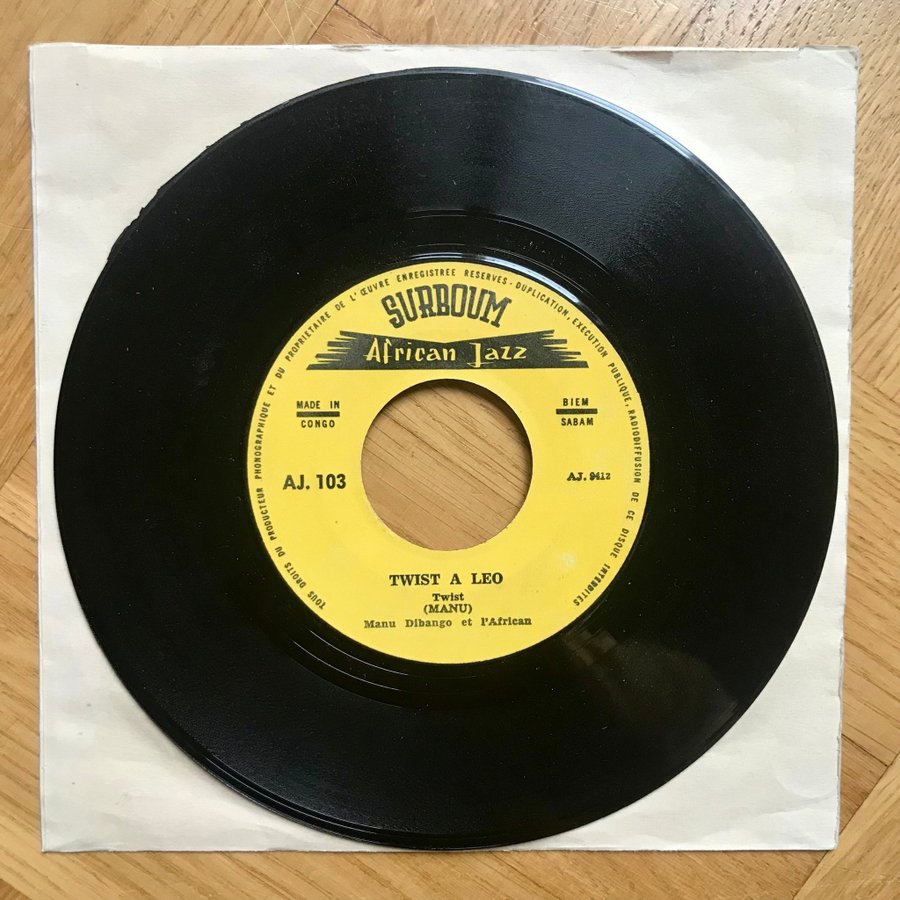 TOUS DROITS DU PRODUCTEUR PHONOGRAPHIQUE ET DU PROPRIETAIRE DE L'ŒUVRE ENREGISTREE RESERVES - DUPLICATION, EXECUTION PUBLIQUE, RADIODIFFUSION DE CE DISQUE INTERDITES
SURBOUM
African Jazz
MADE IN
CONGO
BIEM
SABAM
AJ. 103
AJ. 9412
TWIST A LEO
Twist
(MANU)
Manu Dibango et l'African